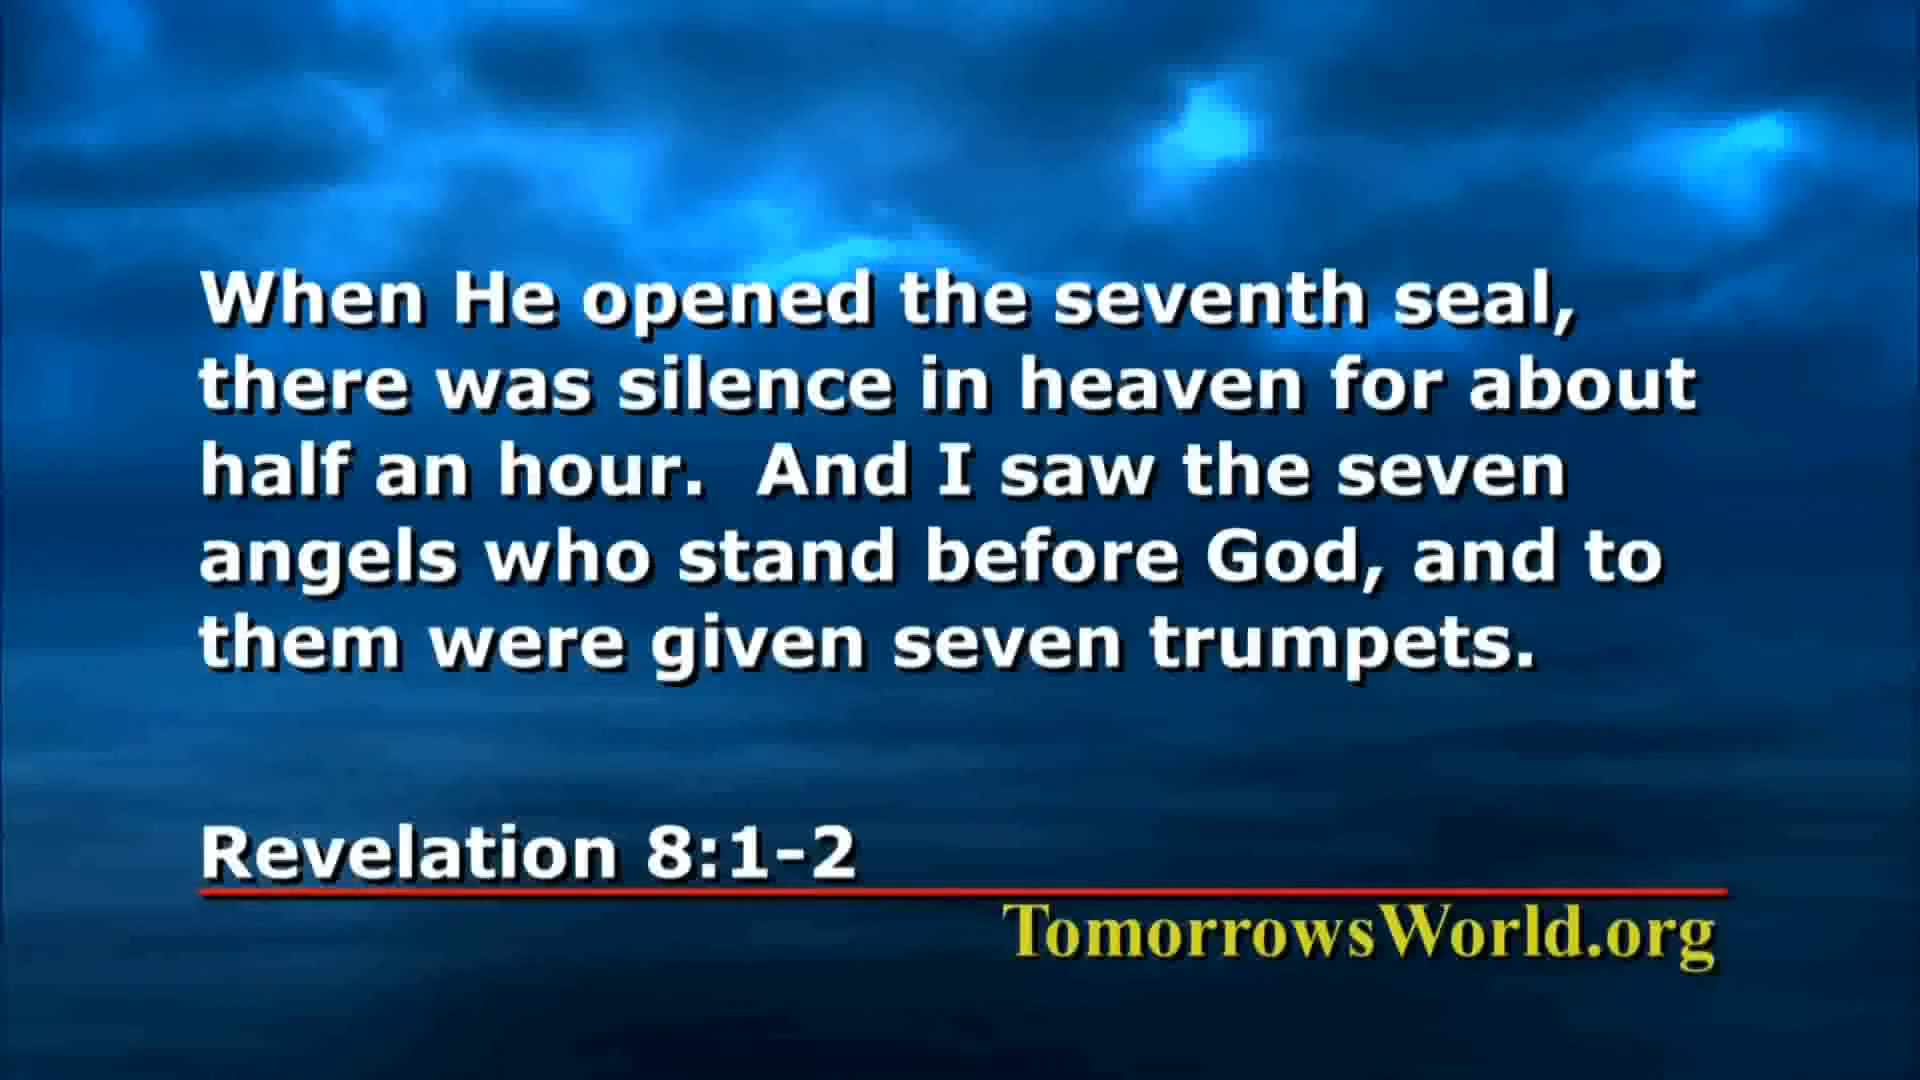 When He opened the seventh seal,
there was silence in heaven for about
half an hour.  And I saw the seven
angels who stand before God, and to
them were given seven trumpets.
Revelation 8:1-2
TomorrowsWorld.org